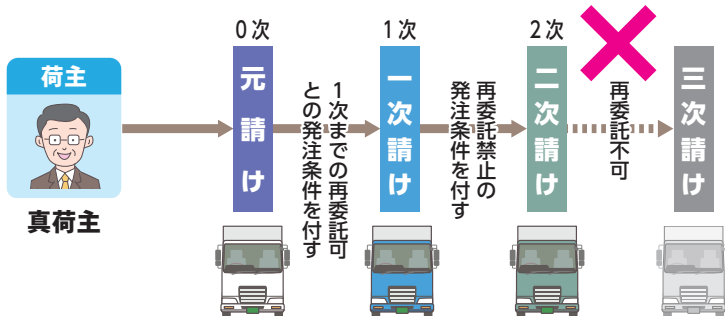 荷主
真荷主
0次
元請け
1次までの再委託可
との発注条件を付す
1次
一次請け
再委託禁止の
発注条件を付す
2次
二次請け
再委託不可
三次請け